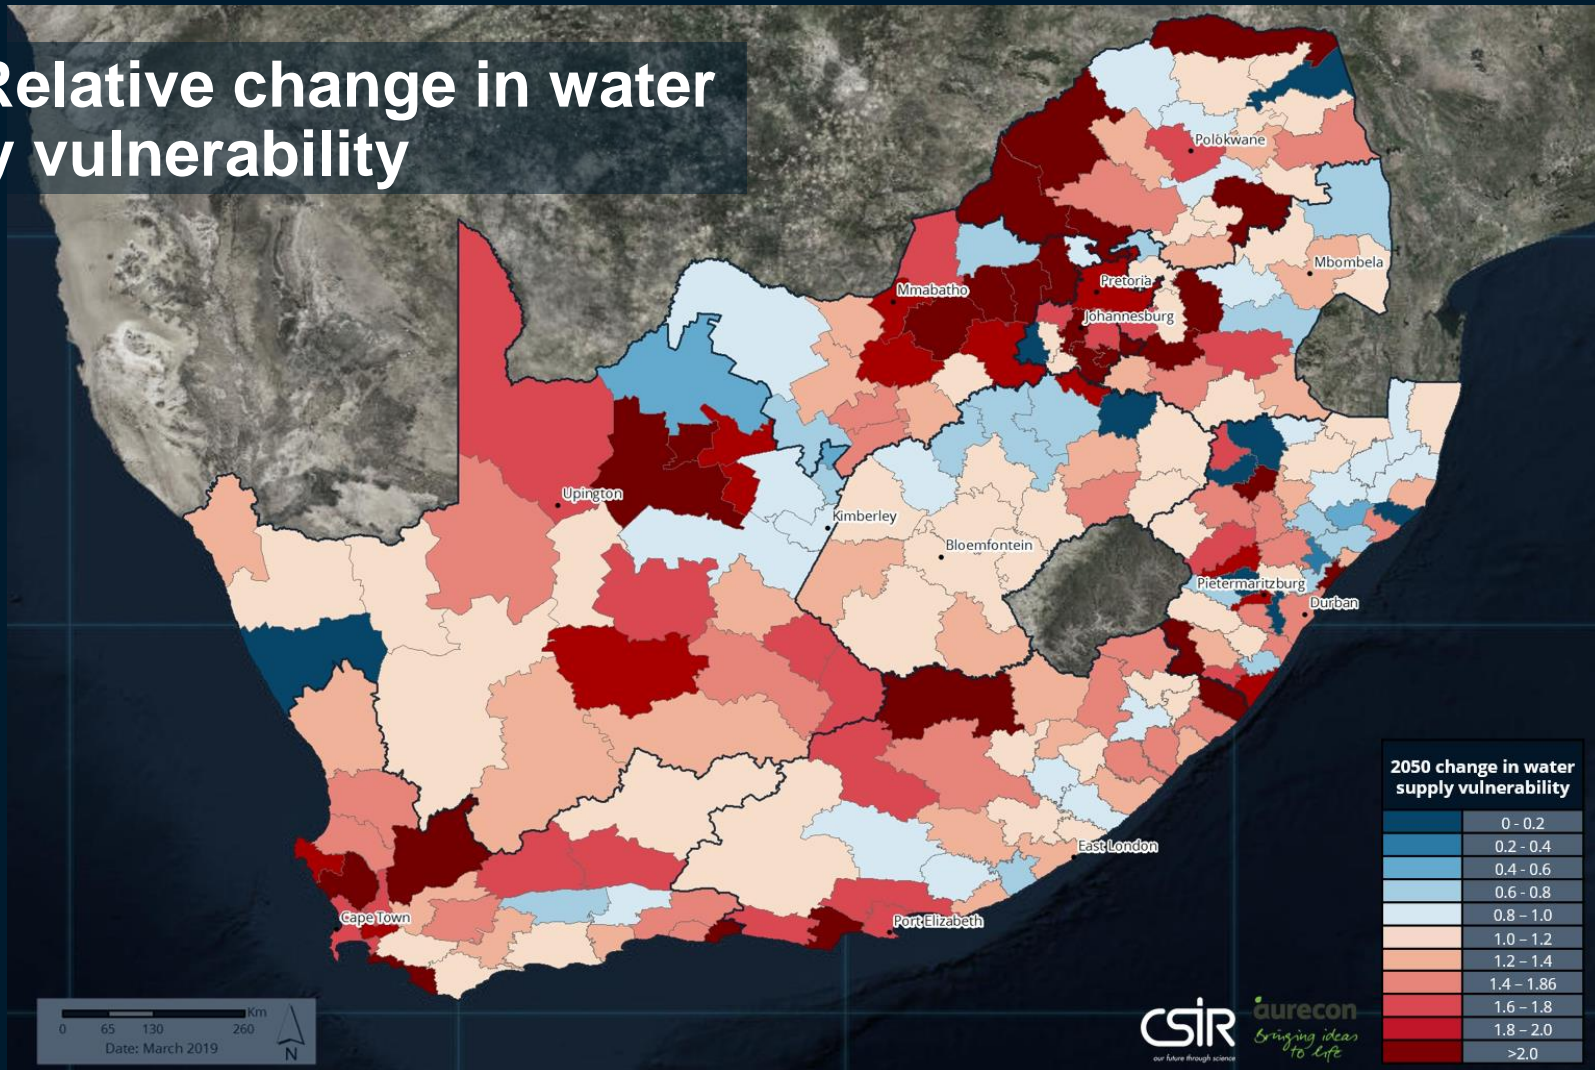 Relative change in water
y vulnerability
Polokwane
Mbombela
Mmabatho
Pretoria
Johannesburg
Upington
Kimberley
Bloemfontein
Pietermaritzburg
Durban
East London
Cape Town
Port Elizabeth
2050 change in water
supply vulnerability
0 - 0.2
0.2 - 0.4
0.4 - 0.6
0.6 - 0.8
0.8 – 1.0
1.0 – 1.2
1.2 – 1.4
1.4 – 1.86
1.6 – 1.8
1.8 – 2.0
>2.0
Km
0 65 130 260
Date: March 2019
N
CSIR
our future through science
aurecon
Bringing ideas
to life